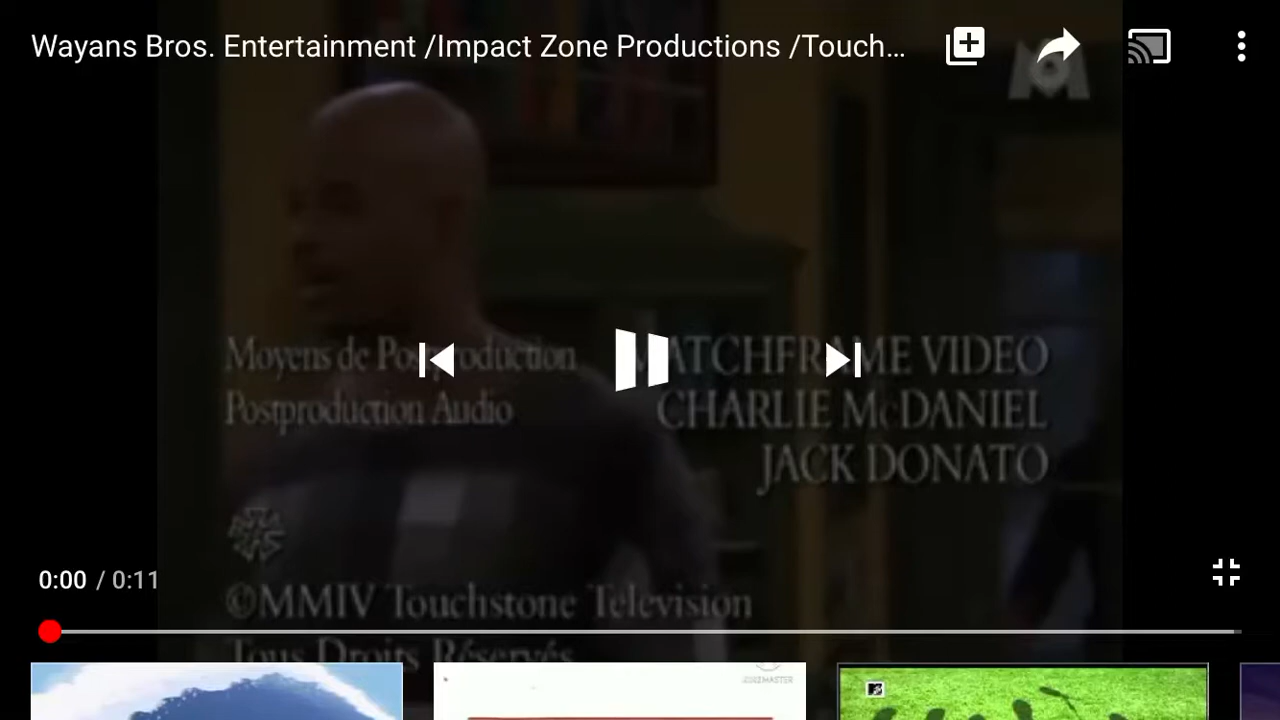 Wayans Bros. Entertainment /Impact Zone Productions /Touch...
M
Moyens de Postproduction
MATCHFRAME VIDEO
Postproduction Audio
CHARLIE McDANIEL
JACK DONATO
0:00 / 0:11
©MMIV Touchstone Television
Tous Droits Réservés